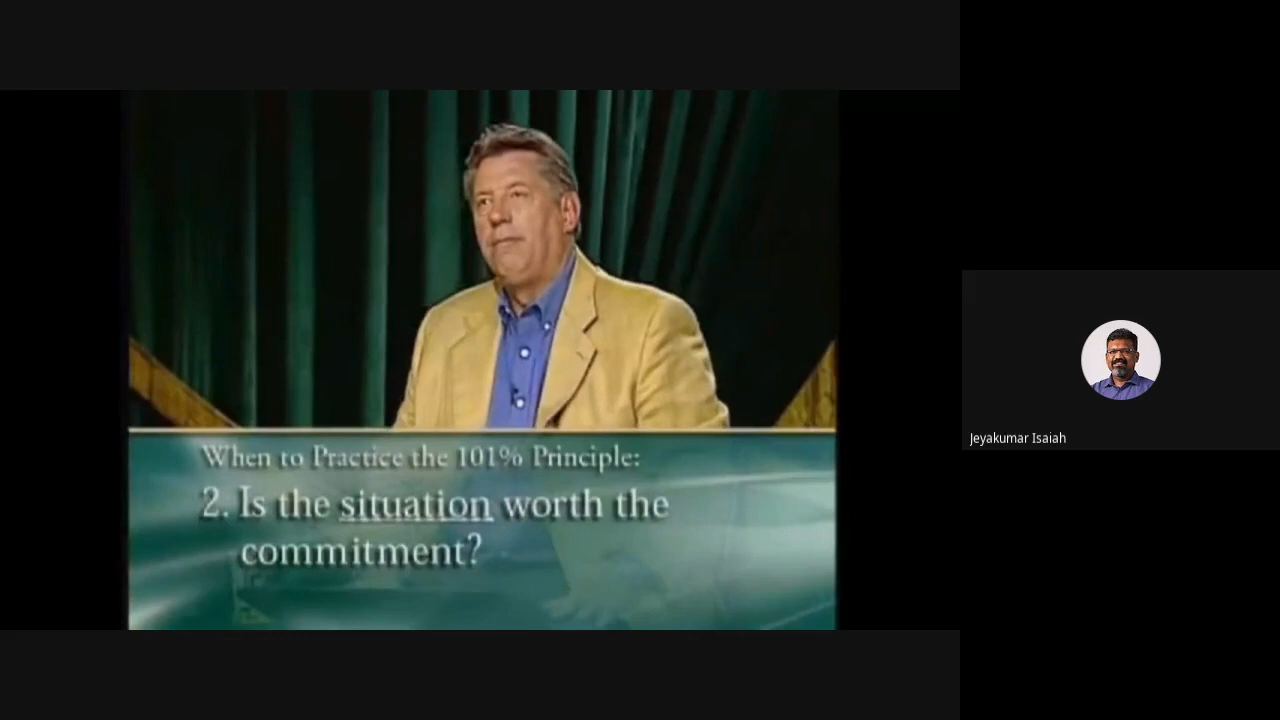 When to Practice the 101% Principle:
2. Is the situation worth the
commitment?
Jeyakumar Isaiah